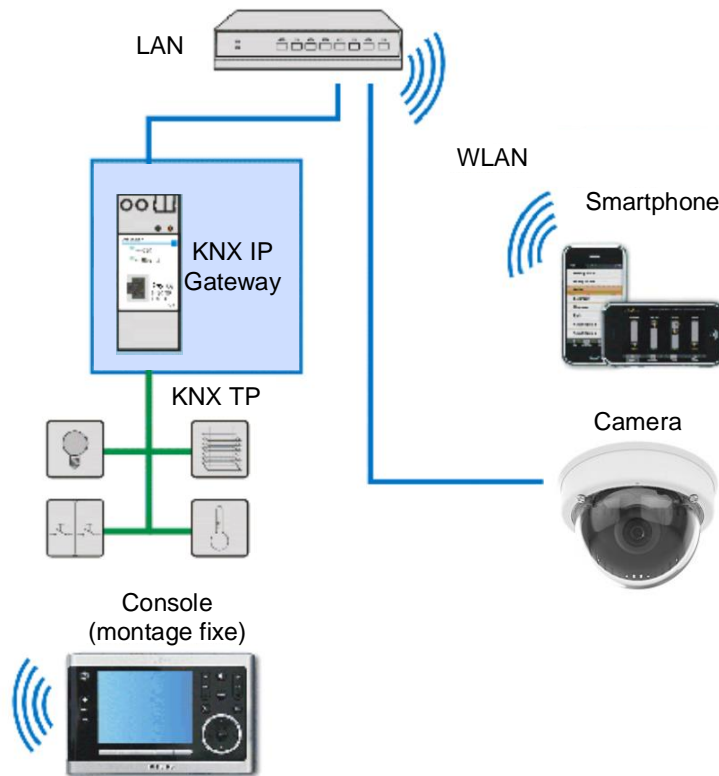 LAN
WLAN
Smartphone
KNX IP
Gateway
KNX TP
Camera
Console
(montage fixe)